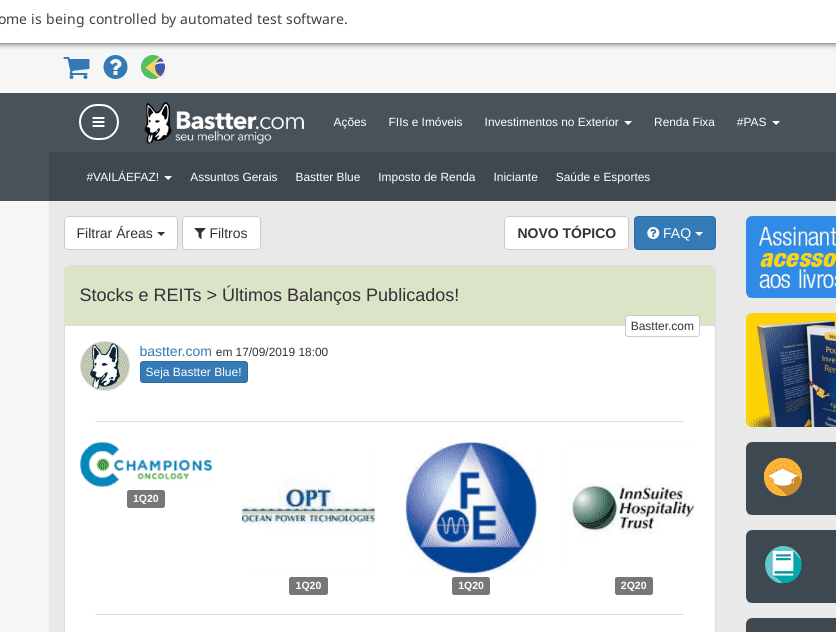 ome is being controlled by automated test software.
Bastter.com
seu melhor amigo
Ações FIIs e Imóveis Investimentos no Exterior Renda Fixa #PAS
#VAILÁEFAZ! Assuntos Gerais Bastter Blue Imposto de Renda Iniciante Saúde e Esportes
Filtrar Áreas Filtros NOVO TÓPICO FAQ
Assinant
acesso
aos livros
Stocks e REITs > Últimos Balanços Publicados!
Bastter.com
bastter.com em 17/09/2019 18:00
Seja Bastter Blue!
CHAMPIONS
ONCOLOGY
1Q20
OPT
OCEAN POWER TECHNOLOGIES
1Q20
F
E
1Q20
InnSuites
Hospitality
Trust
2Q20